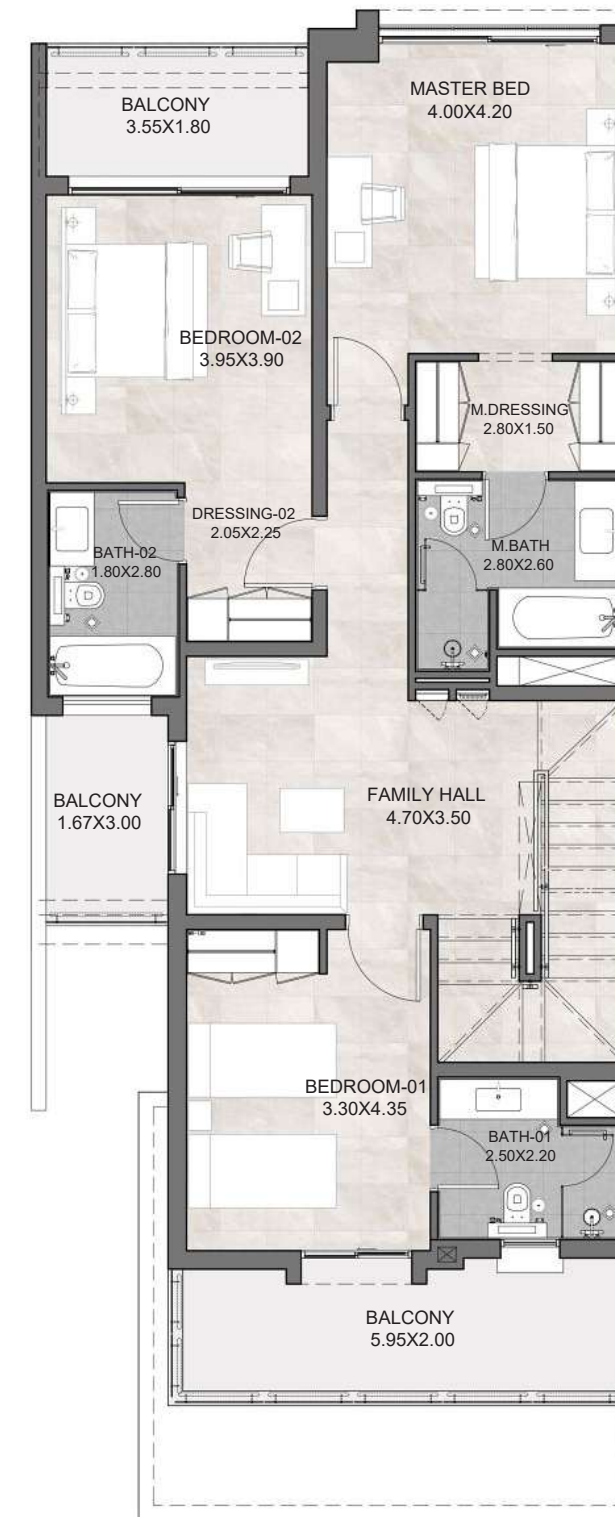 BALCONY
3.55X1.80
MASTER BED
4.00X4.20
BEDROOM-02
3.95X3.90
M.DRESSING
2.80X1.50
DRESSING-02
2.05X2.25
BATH-02
1.80X2.80
M.BATH
2.80X2.60
BALCONY
1.67X3.00
FAMILY HALL
4.70X3.50
BEDROOM-01
3.30X4.35
BATH-01
2.50X2.20
BALCONY
5.95X2.00